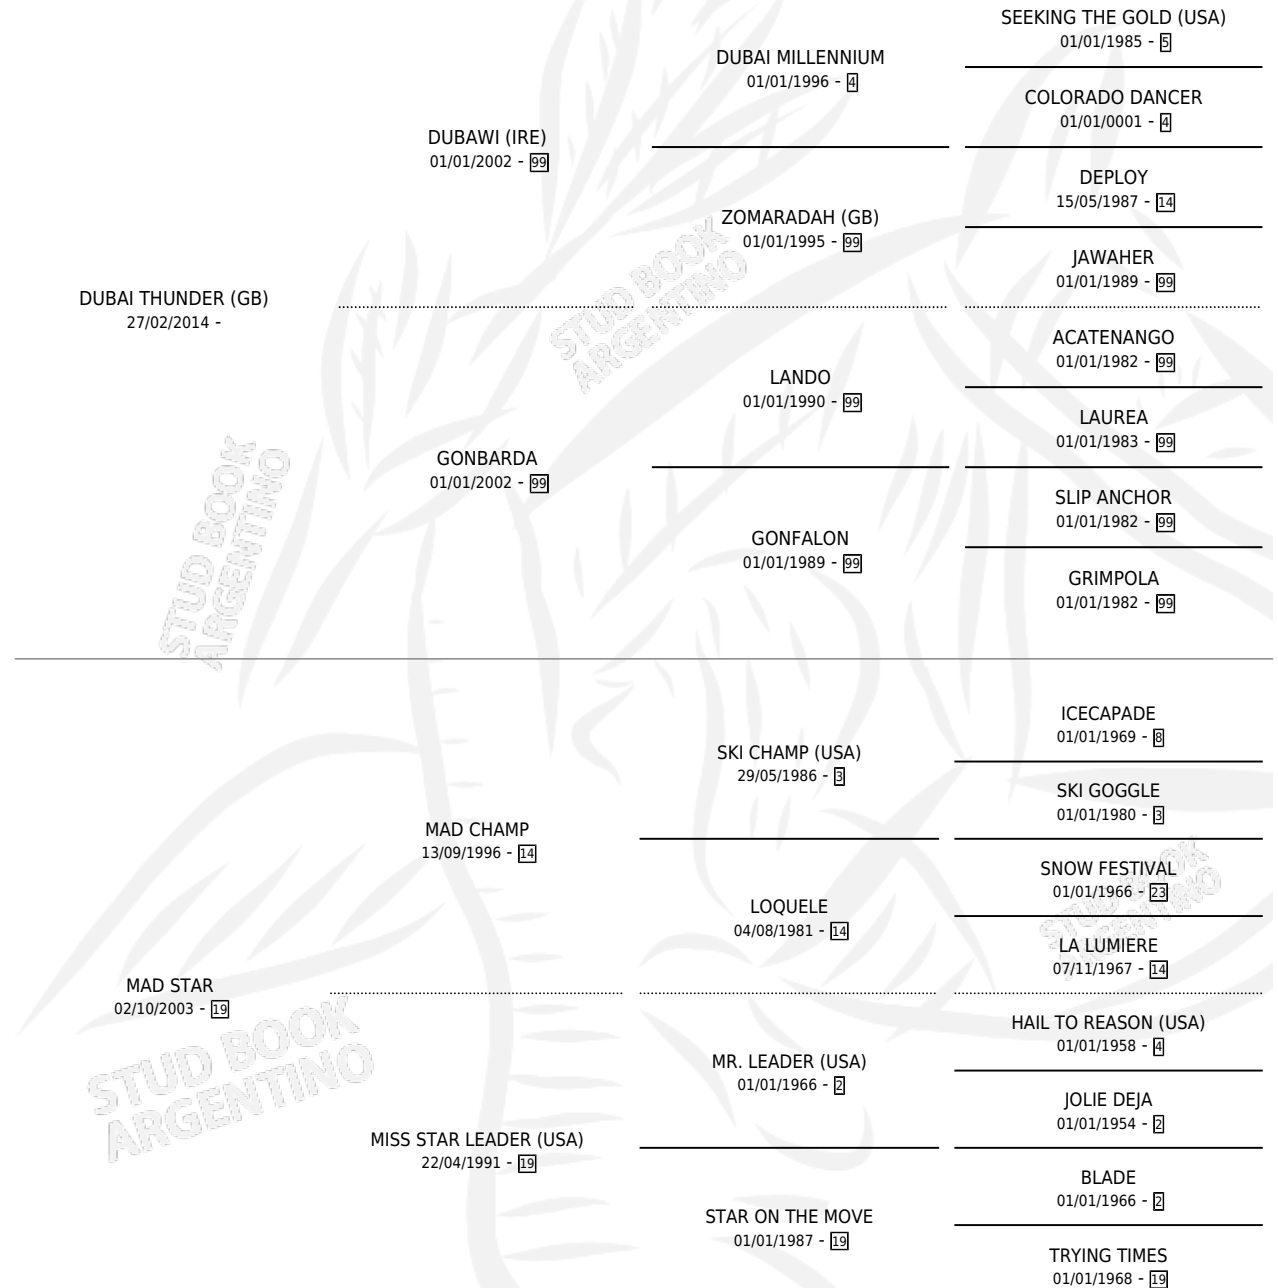 SEEKING THE GOLD (USA)
01/01/1985 - 5
DUBAI MILLENNIUM
01/01/1996 - 4
COLORADO DANCER
01/01/0001 - 4
DUBAWI (IRE)
01/01/2002 - 99
DEPLOY
15/05/1987 - 14
ZOMARADAH (GB)
01/01/1995 - 99
JAWAHER
01/01/1989 - 99
DUBAI THUNDER (GB)
27/02/2014 -
STUD BOOK
ARGENTINO
ACATENANGO
01/01/1982 - 99
LANDO
01/01/1990 - 99
LAUREA
01/01/1983 - 99
GONBARDA
01/01/2002 - 99
SLIP ANCHOR
01/01/1982 - 99
GONFALON
01/01/1989 - 99
GRIMPOLA
01/01/1982 - 99
STUD BOOK
ARGENTINO
ICECAPADE
01/01/1969 - 8
SKI CHAMP (USA)
29/05/1986 - 3
SKI GOGGLE
01/01/1980 - 3
MAD CHAMP
13/09/1996 - 14
SNOW FESTIVAL
01/01/1966 - 23
LOQUELE
04/08/1981 - 14
STUD BOOK
ARGENTINO
LA LUMIERE
07/11/1967 - 14
MAD STAR
02/10/2003 - 19
STUD BOOK
ARGENTINO
HAIL TO REASON (USA)
01/01/1958 - 4
MR. LEADER (USA)
01/01/1966 - 2
JOLIE DEJA
01/01/1954 - 2
MISS STAR LEADER (USA)
22/04/1991 - 19
BLADE
01/01/1966 - 2
STAR ON THE MOVE
01/01/1987 - 19
TRYING TIMES
01/01/1968 - 19